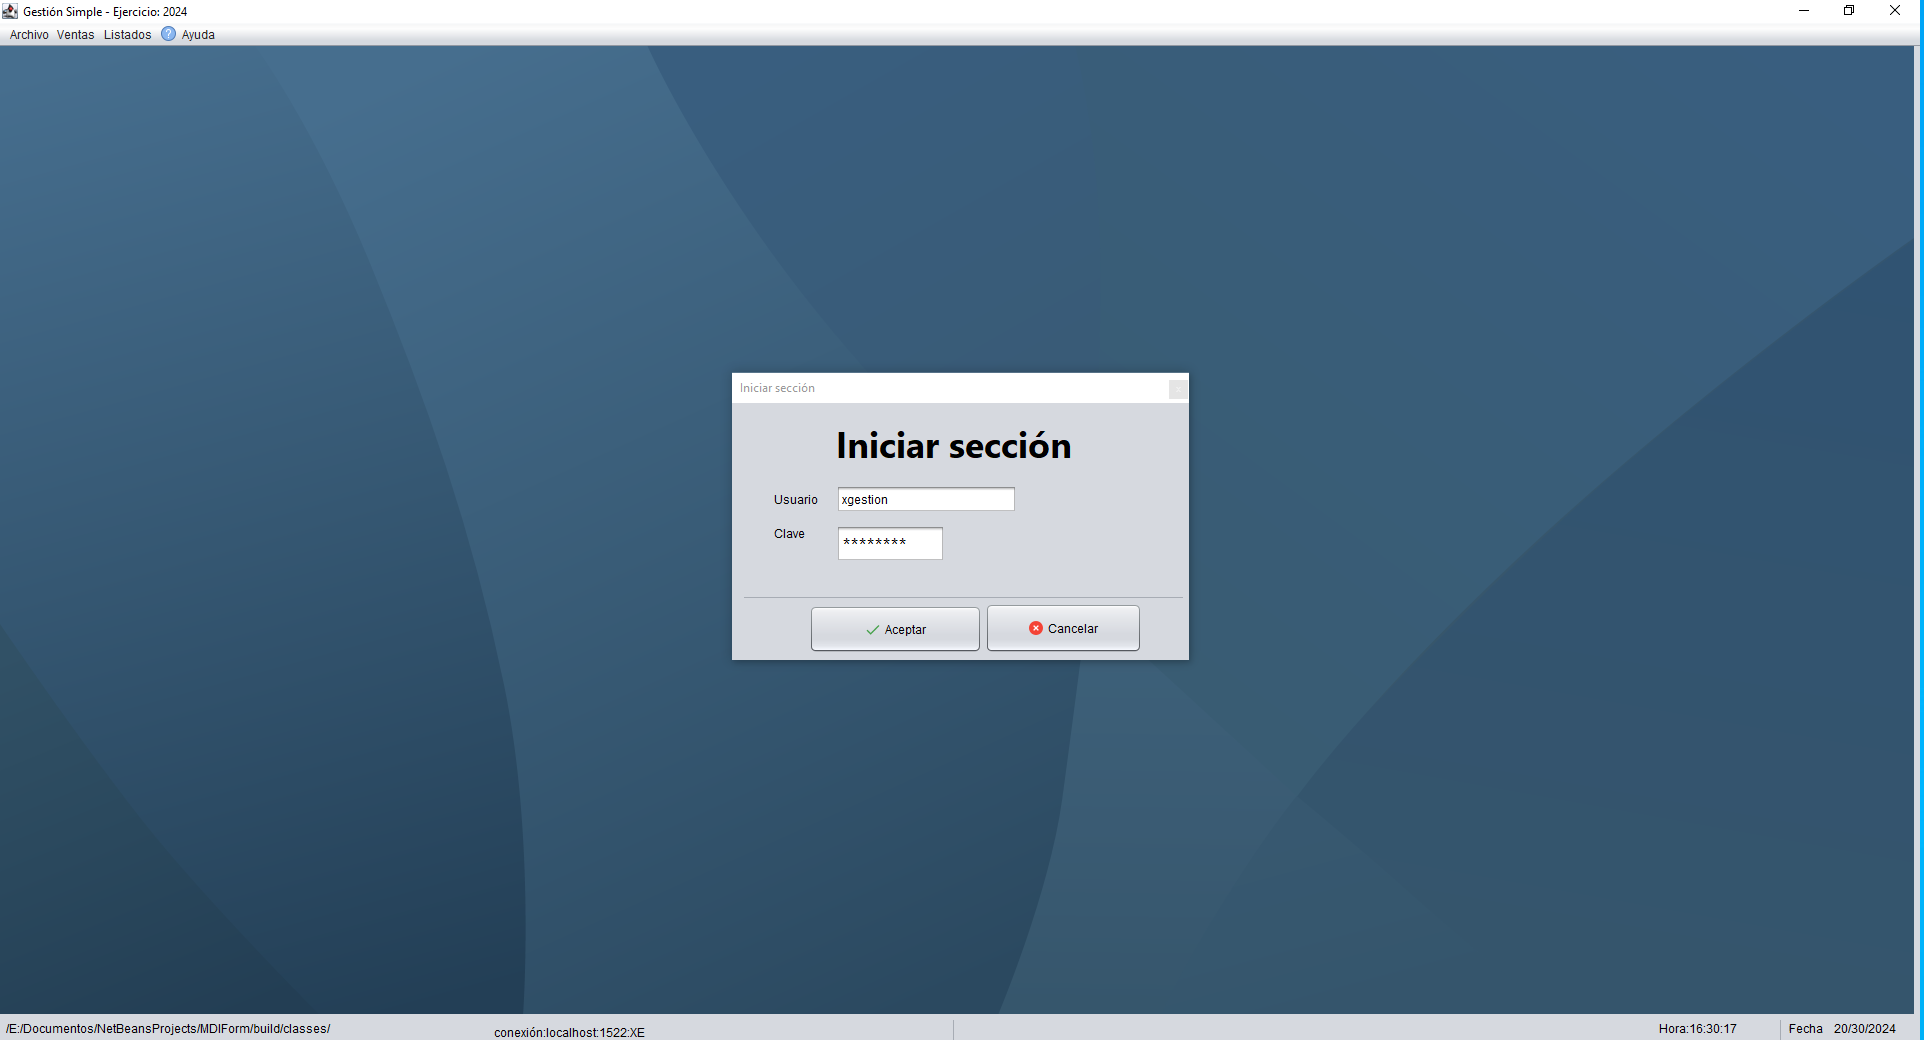 Gestión Simple - Ejercicio: 2024
Archivo Ventas Listados ? Ayuda
Iniciar sección
Iniciar sección
Usuario xgestion
Clave ********
Aceptar Cancelar
/E:/Documentos/NetBeansProjects/MDIForm/build/classes/ conexión:localhost:1522:XE Hora:16:30:17 Fecha 20/30/2024